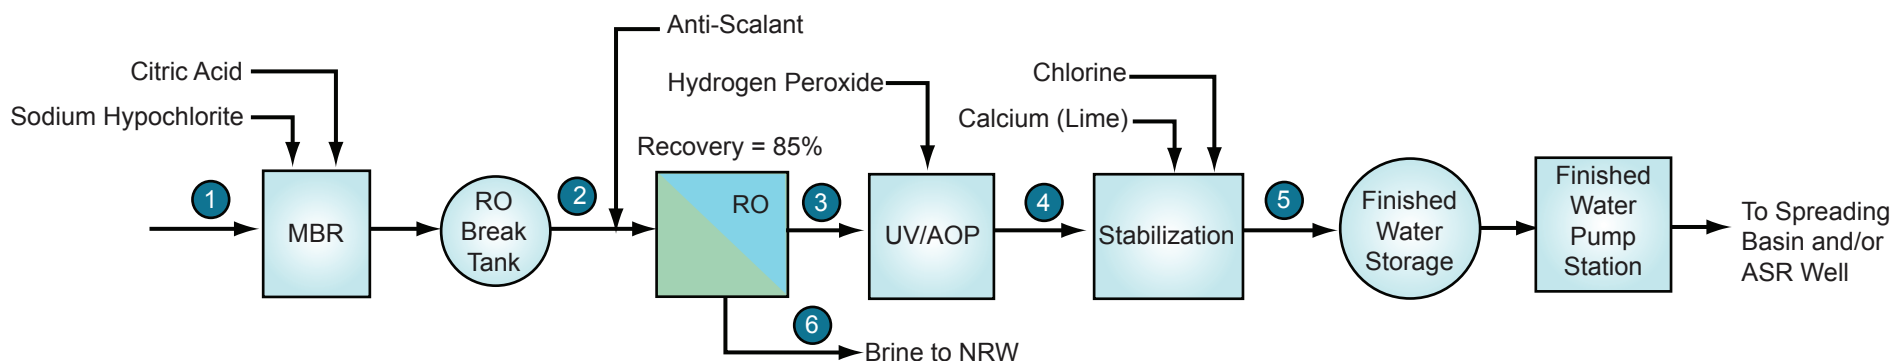 Anti-Scalant
Citric Acid
Sodium Hypochlorite
Hydrogen Peroxide
Chlorine
Calcium (Lime)
Recovery = 85%
1
MBR
RO
Break
Tank
2
RO
3
UV/AOP
4
Stabilization
5
Finished
Water
Storage
Finished
Water
Pump
Station
To Spreading
Basin and/or
ASR Well
6
Brine to NRW